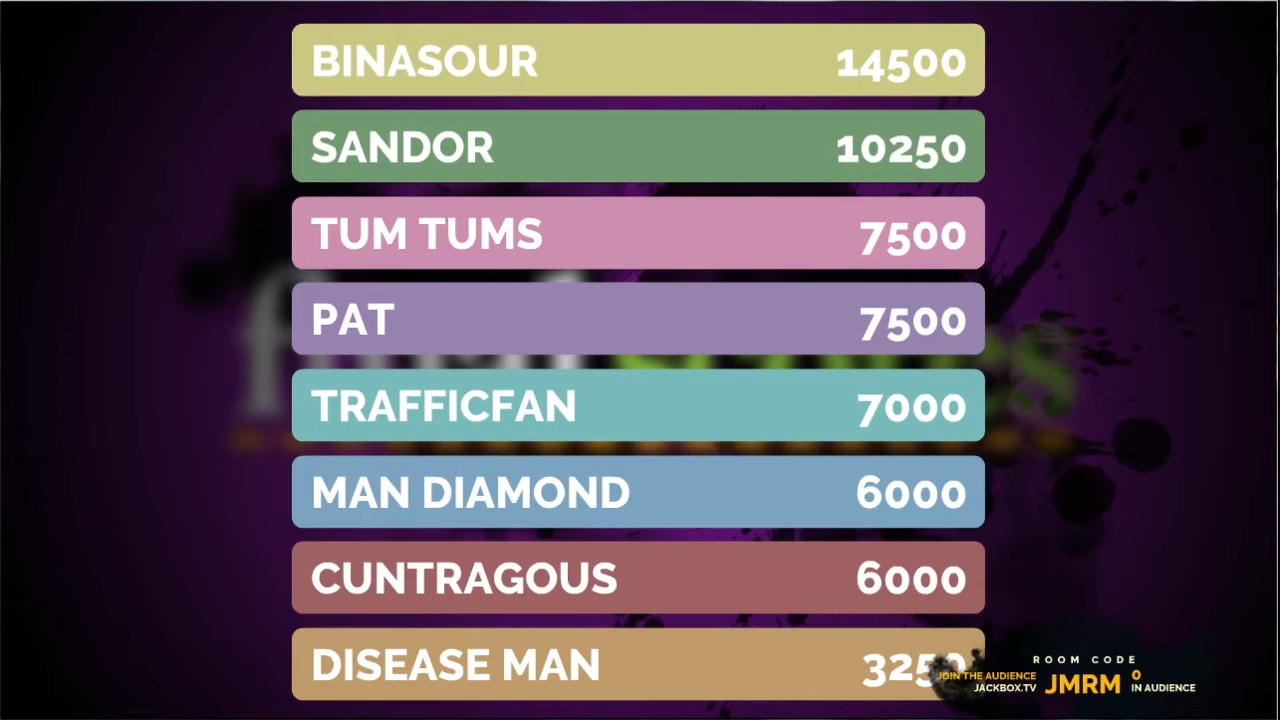 BINASOUR 14500
SANDOR 10250
TUM TUMS 7500
PAT 7500
TRAFFICFAN 7000
MAN DIAMOND 6000
CUNTRAGOUS 6000
DISEASE MAN 3250
ROOM CODE
JOIN THE AUDIENCE
JACKBOX.TV
JMRM
0
IN AUDIENCE